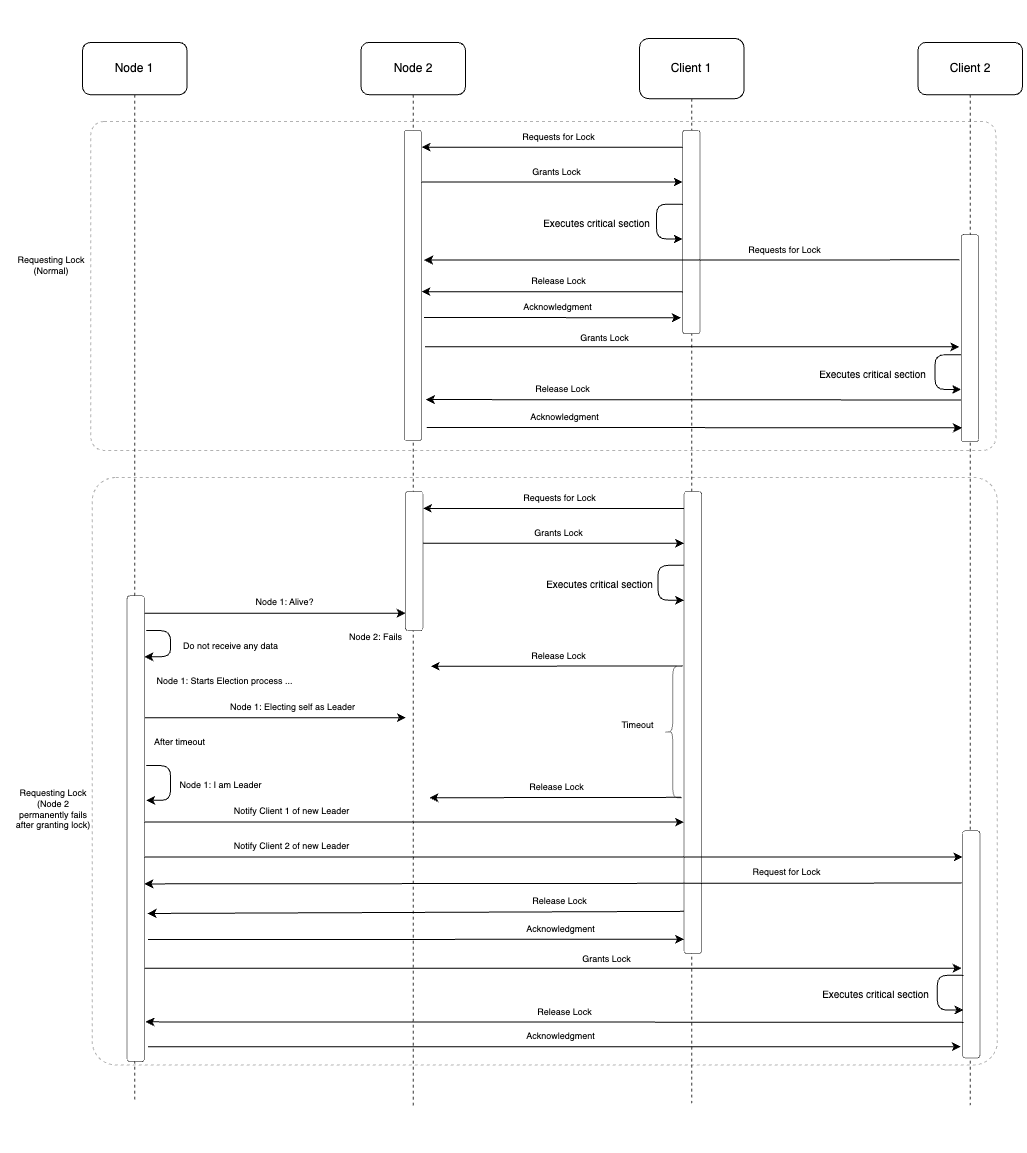 Node 1
Node 2
Client 1
Client 2
Requests for Lock
Grants Lock
Executes critical section
Requests for Lock
Requesting Lock
(Normal)
Release Lock
Acknowledgment
Grants Lock
Executes critical section
Release Lock
Acknowledgment
Requests for Lock
Grants Lock
Executes critical section
Node 1: Alive?
Node 2: Fails
Do not receive any data
Release Lock
Node 1: Starts Election process ...
Node 1: Electing self as Leader
Timeout
After timeout
Node 1: I am Leader
Release Lock
Requesting Lock
(Node 2
permanently fails
after granting lock)
Notify Client 1 of new Leader
Notify Client 2 of new Leader
Request for Lock
Release Lock
Acknowledgment
Grants Lock
Executes critical section
Release Lock
Acknowledgment